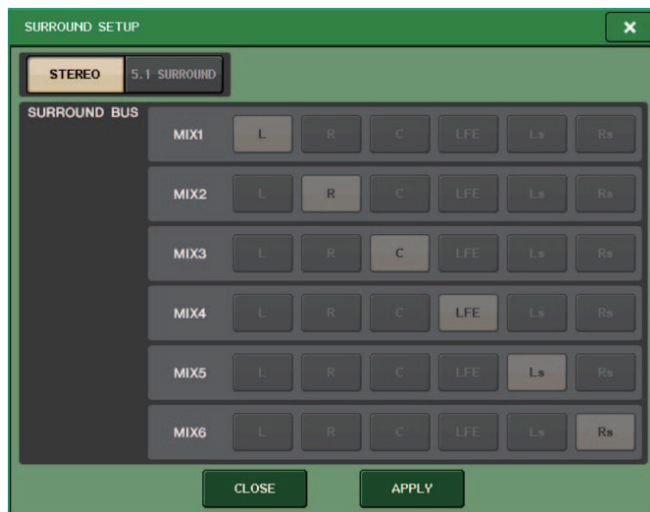 SURROUND SETUP
STEREO 5.1 SURROUND
SURROUND BUS
MIX1 L R C LFE Ls Rs
MIX2 L R C LFE Ls Rs
MIX3 L R C LFE Ls Rs
MIX4 L R C LFE Ls Rs
MIX5 L R C LFE Ls Rs
MIX6 L R C LFE Ls Rs
CLOSE APPLY